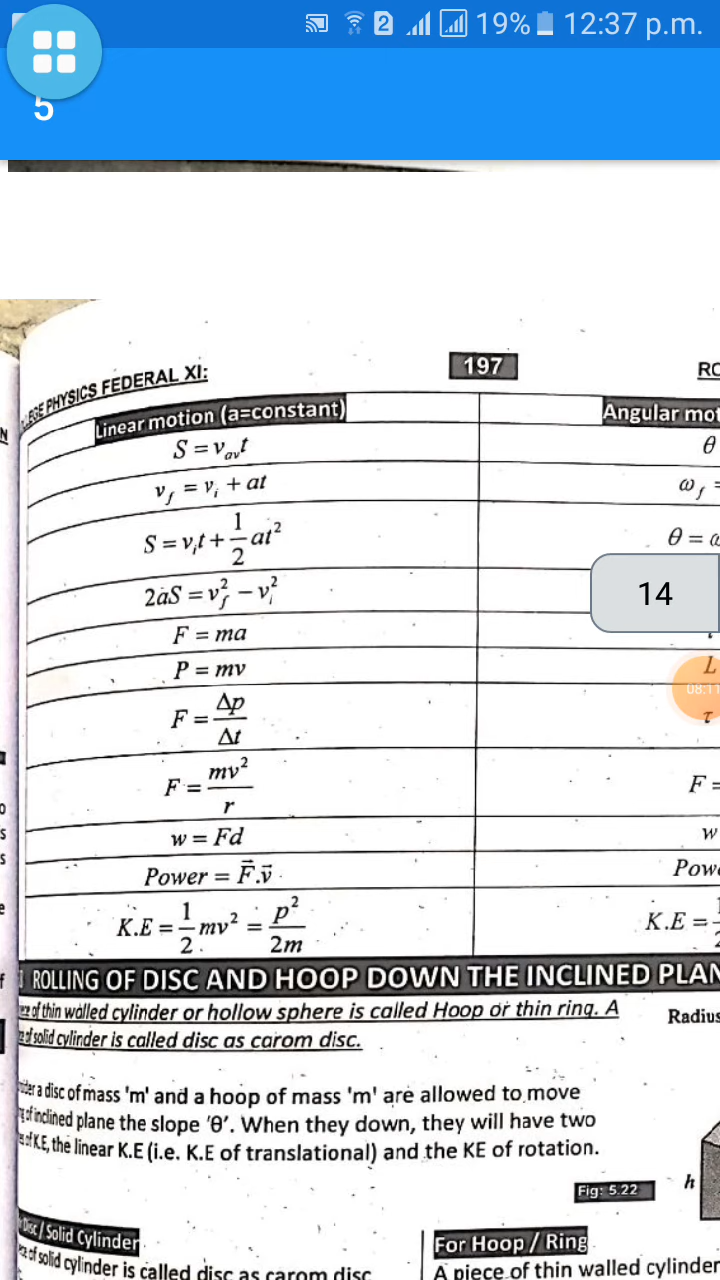 2 19% 12:37 p.m.
5
PHYSICS FEDERAL XI:
197
Linear motion (a=constant)
Angular mot
S = v_av t
θ
v_f = v_i + at
ω_f =
S = v_i t + 1/2 at²
θ = ω
2aS = v_f² − v_i²
14
F = ma
P = mv
L
08:11
F = Δp/Δt
τ
F = mv²/r
F =
w = Fd
w
Power = F⃗.v⃗
Powe
K.E = 1/2 mv² = p²/2m
K.E =
ROLLING OF DISC AND HOOP DOWN THE INCLINED PLAN
of thin walled cylinder or hollow sphere is called Hoop or thin ring. A
Radius
of solid cylinder is called disc as carom disc.
a disc of mass 'm' and a hoop of mass 'm' are allowed to move
of inclined plane the slope 'θ'. When they down, they will have two
of K.E, the linear K.E (i.e. K.E of translational) and the KE of rotation.
h
Fig: 5.22
Disc / Solid Cylinder
For Hoop / Ring
of solid cylinder is called disc as carom disc
A piece of thin walled cylinder